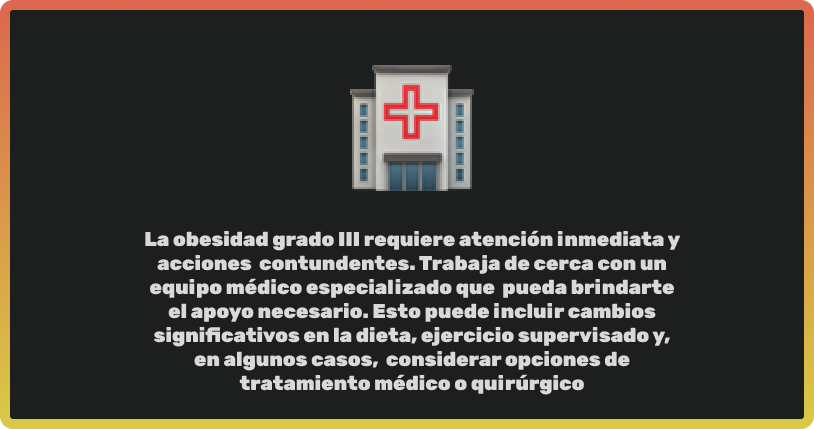 La obesidad grado III requiere atención inmediata y
acciones contundentes. Trabaja de cerca con un
equipo médico especializado que pueda brindarte
el apoyo necesario. Esto puede incluir cambios
significativos en la dieta, ejercicio supervisado y,
en algunos casos, considerar opciones de
tratamiento médico o quirúrgico